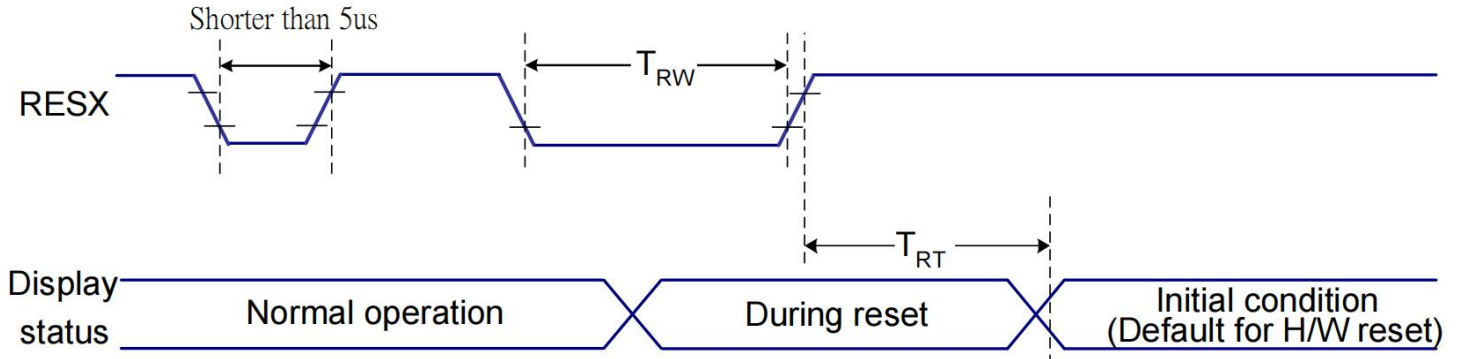 Shorter than 5us
RESX
TRW
TRT
Display
status
Normal operation
During reset
Initial condition
(Default for H/W reset)